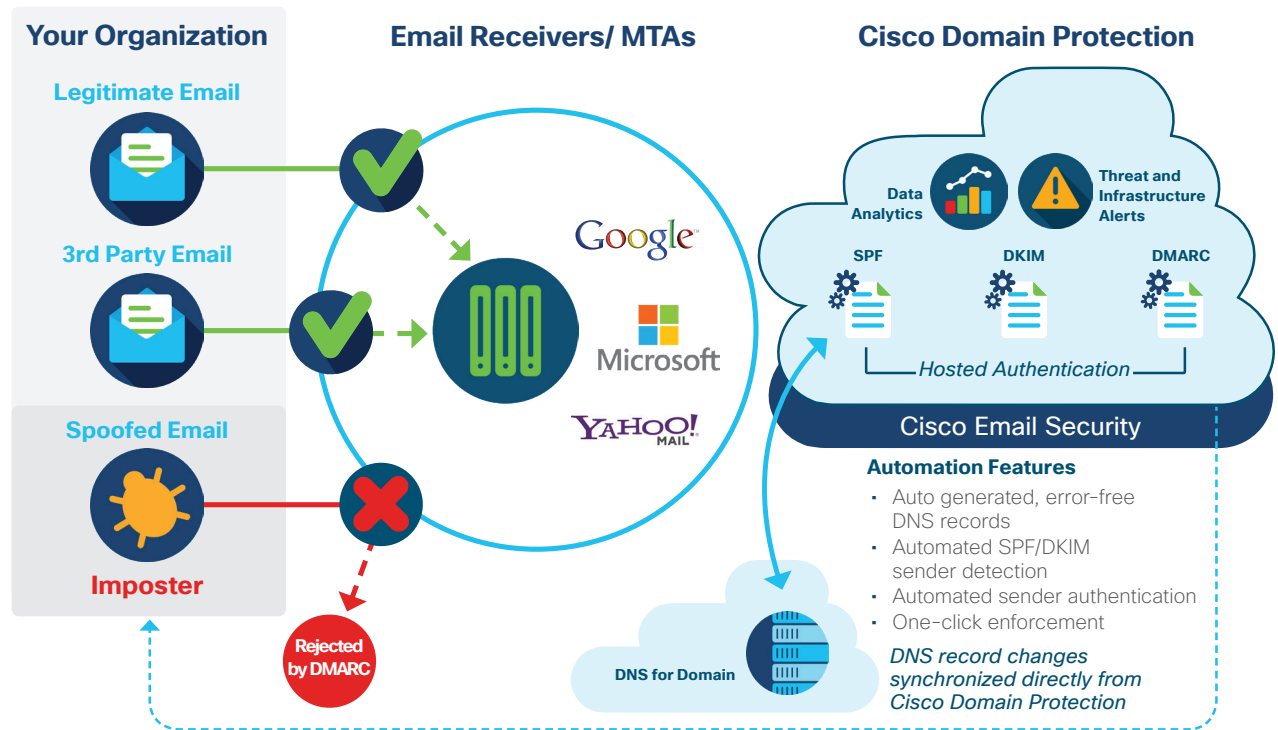 Your Organization
Legitimate Email
3rd Party Email
Spoofed Email
Imposter
Email Receivers/ MTAs
Google™
Microsoft
YAHOO!
MAIL
Rejected
by DMARC
Cisco Domain Protection
Data
Analytics
Threat and
Infrastructure
Alerts
SPF
DKIM
DMARC
Hosted Authentication
Cisco Email Security
Automation Features
· Auto generated, error-free
DNS records
· Automated SPF/DKIM
sender detection
· Automated sender authentication
· One-click enforcement
DNS record changes
synchronized directly from
Cisco Domain Protection
DNS for Domain